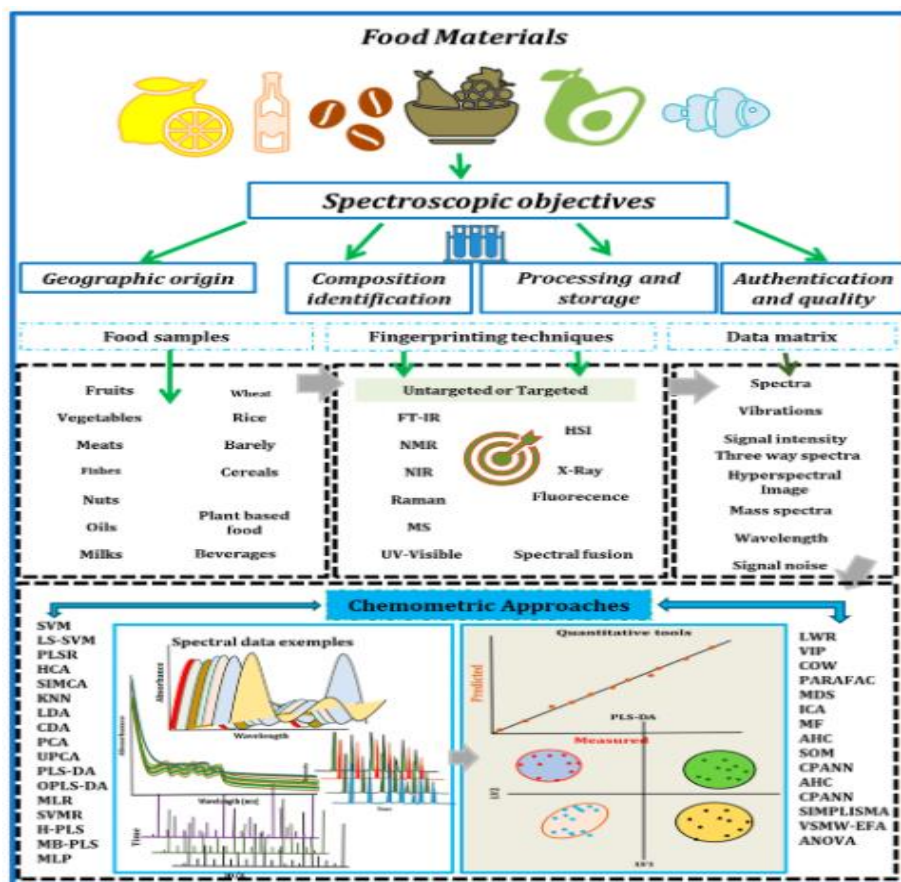 Food Materials
Spectroscopic objectives
Geographic origin
Composition
identification
Processing and
storage
Authentication
and quality
Food samples
Fingerprinting techniques
Data matrix
Fruits
Vegetables
Meats
Fishes
Nuts
Oils
Milks
Wheat
Rice
Barely
Cereals
Plant based
food
Beverages
Untargeted or Targeted
FT-IR
NMR
NIR
Raman
MS
UV-Visible
HSI
X-Ray
Fluorecence
Spectral fusion
Spectra
Vibrations
Signal intensity
Three way spectra
Hyperspectral
Image
Mass spectra
Wavelength
Signal noise
Chemometric Approaches
SVM
LS-SVM
PLSR
HCA
SIMCA
KNN
LDA
CDA
PCA
UPCA
PLS-DA
OPLS-DA
MLR
SVMR
H-PLS
MB-PLS
MLP
Spectral data exemples
Absorbance
Wavelength
Absorbance
Time
Quantitative tools
Predicted
PLS-DA
Measured
LWR
VIP
COW
PARAFAC
MDS
ICA
MF
AHC
SOM
CPANN
AHC
CPANN
SIMPLISMA
VSMW-EFA
ANOVA